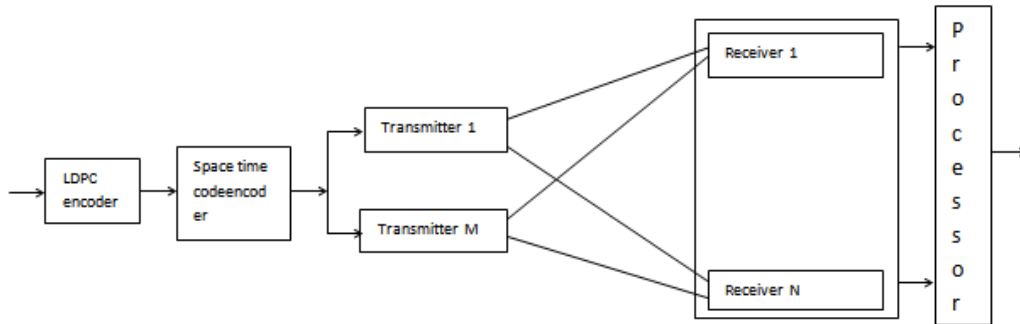 LDPC
encoder
Space time
codeencod
er
Transmitter 1
Transmitter M
Receiver 1
Receiver N
P
r
o
c
e
s
s
o
r